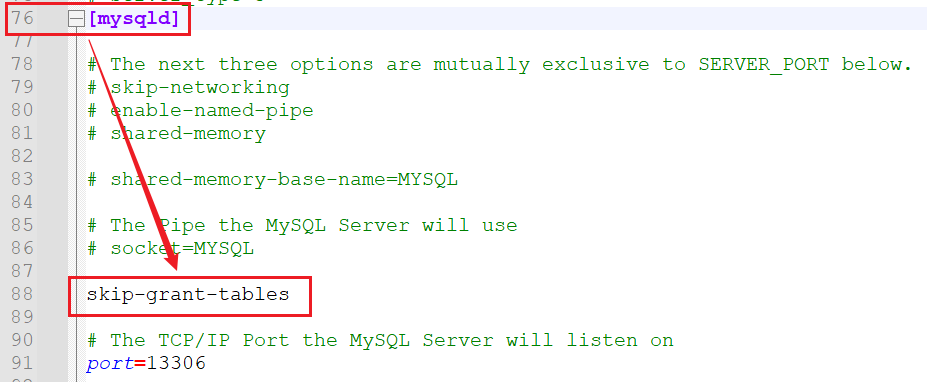 76 [mysqld]
77
78 # The next three options are mutually exclusive to SERVER_PORT below.
79 # skip-networking
80 # enable-named-pipe
81 # shared-memory
82
83 # shared-memory-base-name=MYSQL
84
85 # The Pipe the MySQL Server will use
86 # socket=MYSQL
87
88 skip-grant-tables
89
90 # The TCP/IP Port the MySQL Server will listen on
91 port=13306